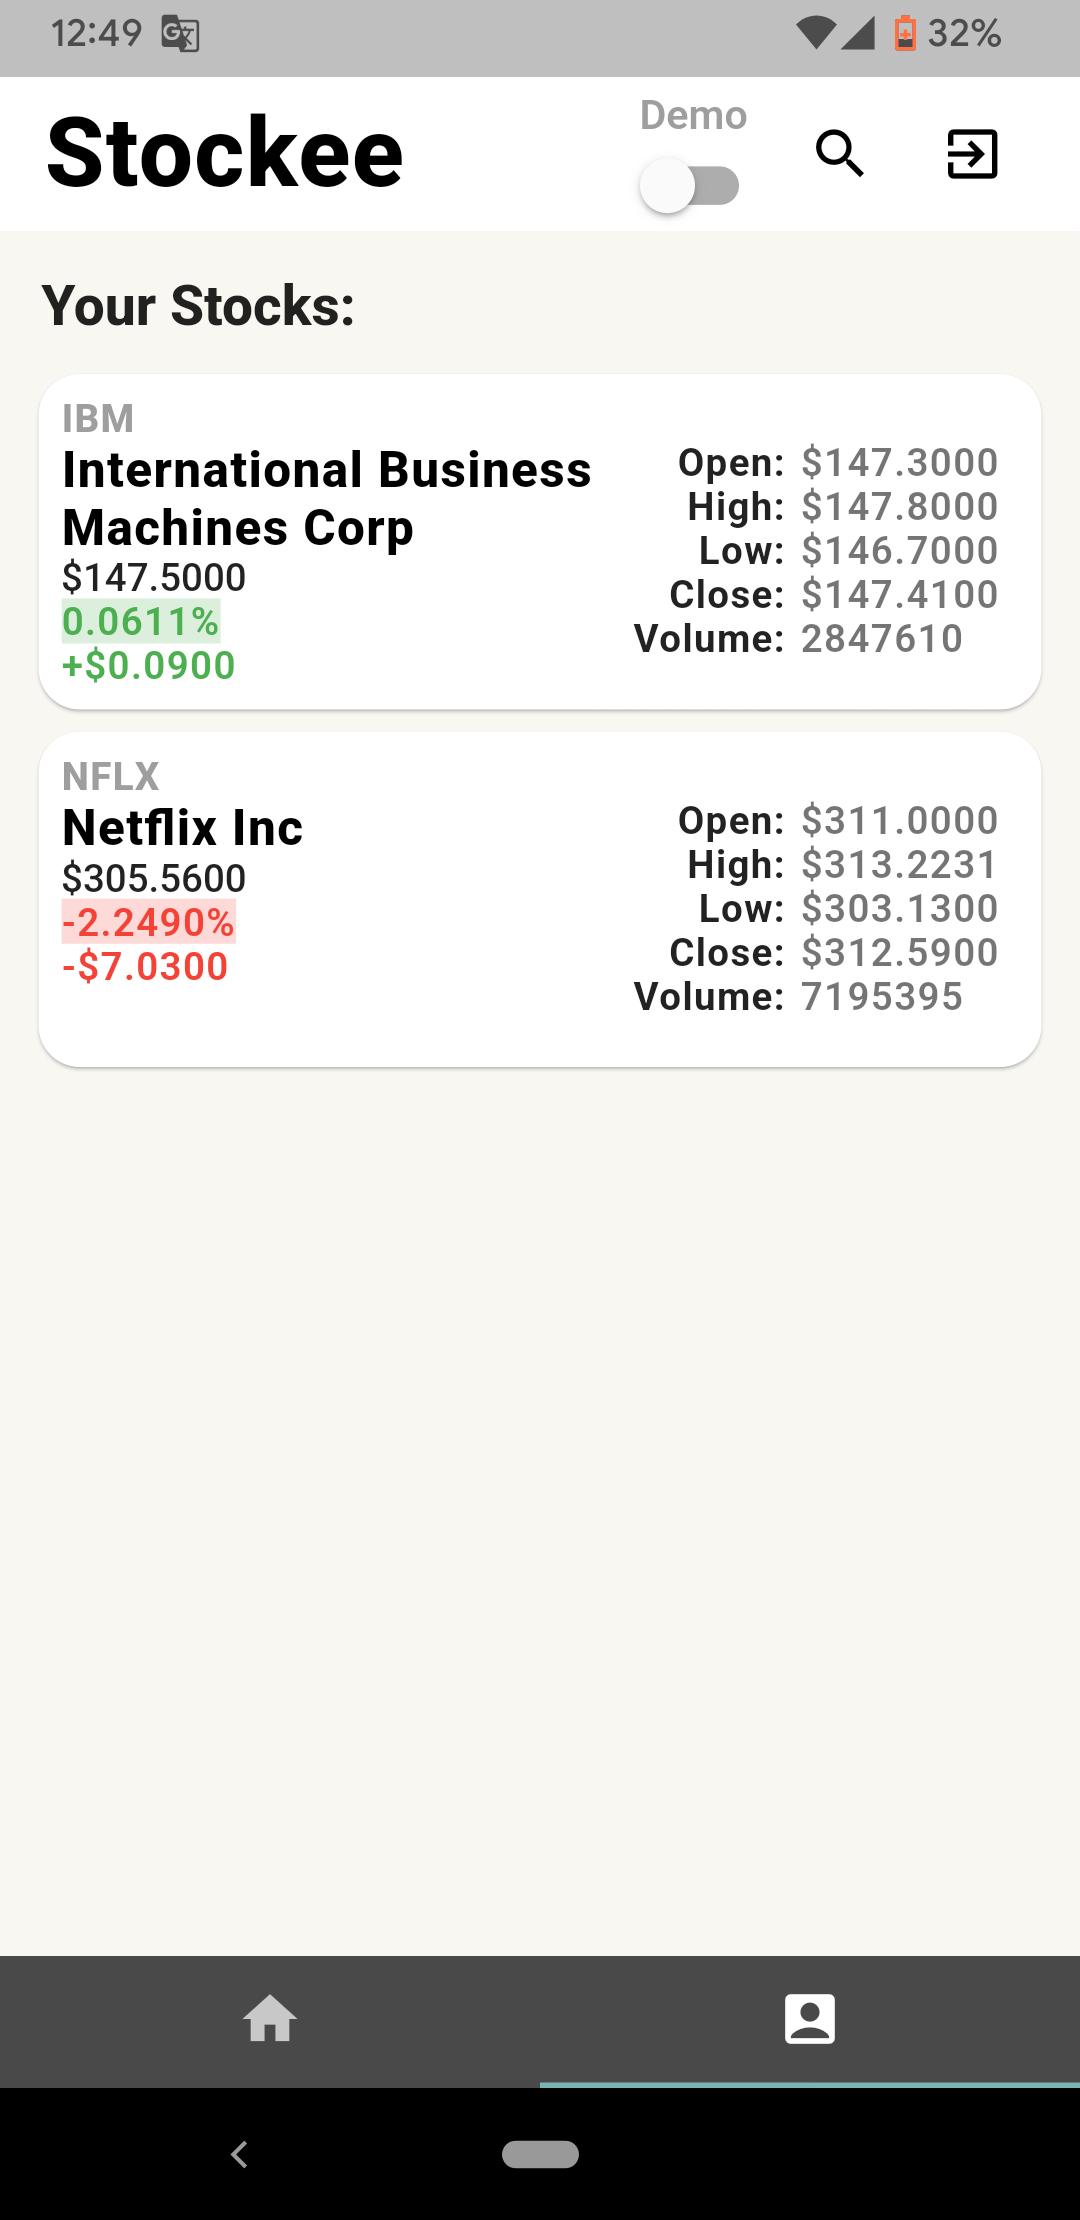 12:49 32%
Stockee
Demo
Your Stocks:
IBM
International Business
Machines Corp
$147.5000
0.0611%
+$0.0900
Open: $147.3000
High: $147.8000
Low: $146.7000
Close: $147.4100
Volume: 2847610
NFLX
Netflix Inc
$305.5600
-2.2490%
-$7.0300
Open: $311.0000
High: $313.2231
Low: $303.1300
Close: $312.5900
Volume: 7195395